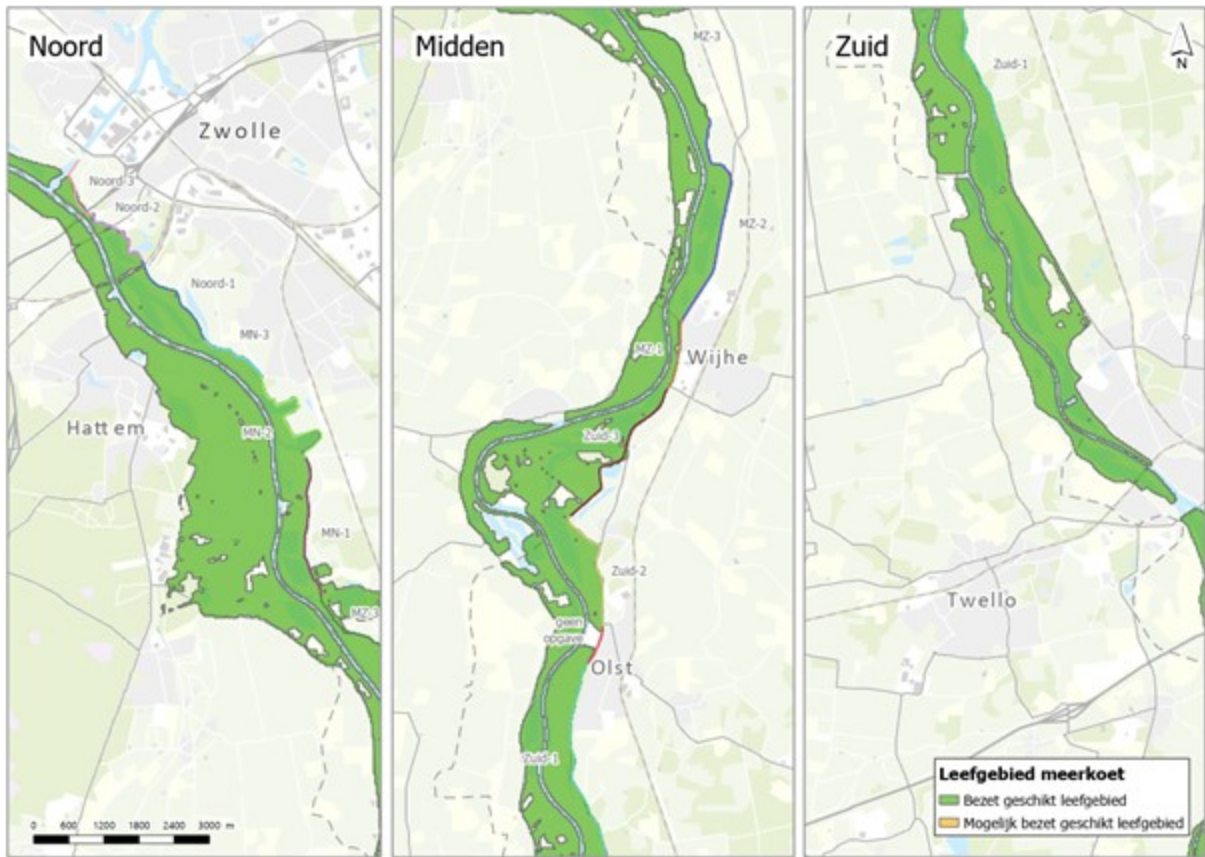 Noord
Zwolle
Noord-3
Noord-2
Noord-1
MN-3
Hattem
MN-2
MN-1
MZ-3
0 600 1200 1800 2400 3000 m
Midden
MZ-3
MZ-2
MZ-1
Wijhe
Zuid-3
Zuid-2
geen
opgave
Olst
Zuid-1
Zuid
N
Zuid-1
Twello
Leefgebied meerkoet
Bezet geschikt leefgebied
Mogelijk bezet geschikt leefgebied